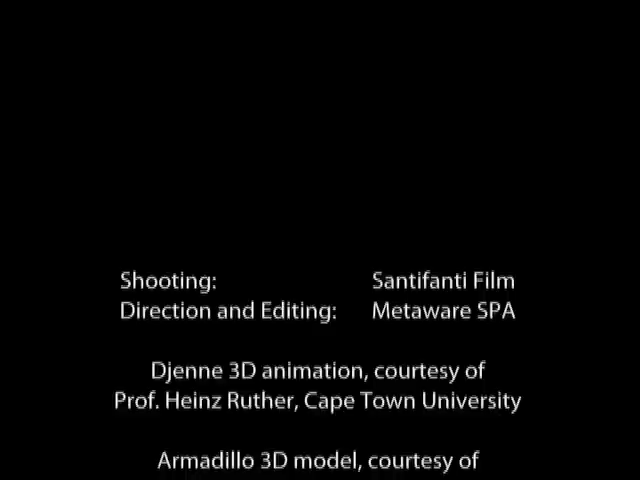 Shooting: Santifanti Film
Direction and Editing: Metaware SPA
Djenne 3D animation, courtesy of
Prof. Heinz Ruther, Cape Town University
Armadillo 3D model, courtesy of